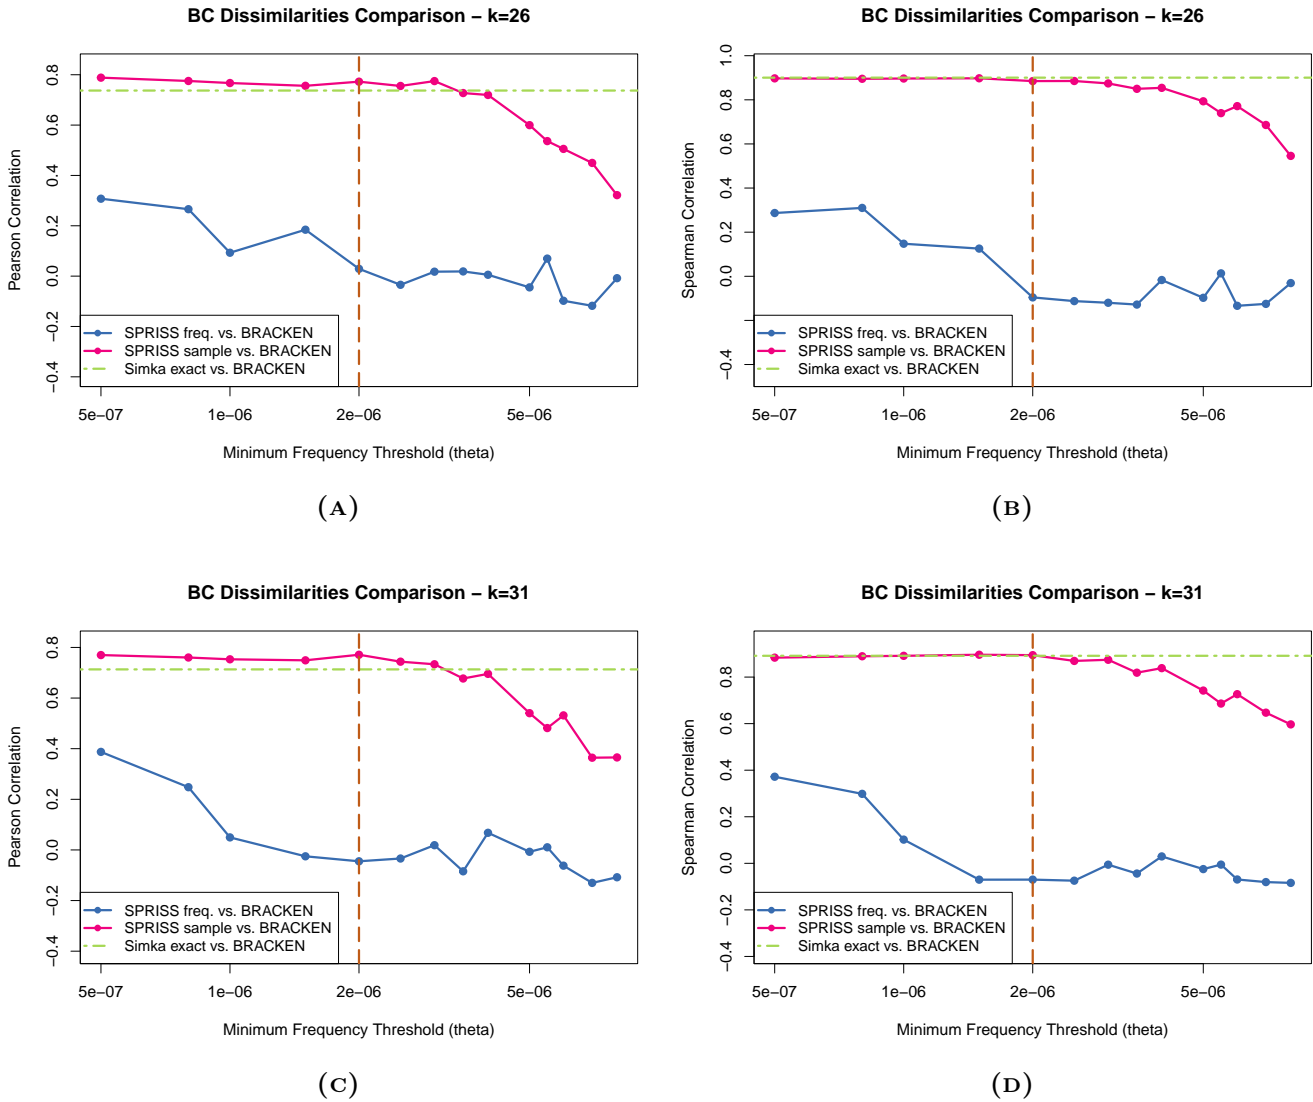 BC Dissimilarities Comparison − k=26
Pearson Correlation
0.8
0.6
0.4
0.2
0.0
−0.2
−0.4
SPRISS freq. vs. BRACKEN
SPRISS sample vs. BRACKEN
Simka exact vs. BRACKEN
5e−07 1e−06 2e−06 5e−06
Minimum Frequency Threshold (theta)
(A)
BC Dissimilarities Comparison − k=26
Spearman Correlation
1.0
0.8
0.6
0.4
0.2
0.0
−0.4
SPRISS freq. vs. BRACKEN
SPRISS sample vs. BRACKEN
Simka exact vs. BRACKEN
5e−07 1e−06 2e−06 5e−06
Minimum Frequency Threshold (theta)
(B)
BC Dissimilarities Comparison − k=31
Pearson Correlation
0.8
0.6
0.4
0.2
0.0
−0.2
−0.4
SPRISS freq. vs. BRACKEN
SPRISS sample vs. BRACKEN
Simka exact vs. BRACKEN
5e−07 1e−06 2e−06 5e−06
Minimum Frequency Threshold (theta)
(C)
BC Dissimilarities Comparison − k=31
Spearman Correlation
0.8
0.6
0.4
0.2
0.0
−0.2
−0.4
SPRISS freq. vs. BRACKEN
SPRISS sample vs. BRACKEN
Simka exact vs. BRACKEN
5e−07 1e−06 2e−06 5e−06
Minimum Frequency Threshold (theta)
(D)